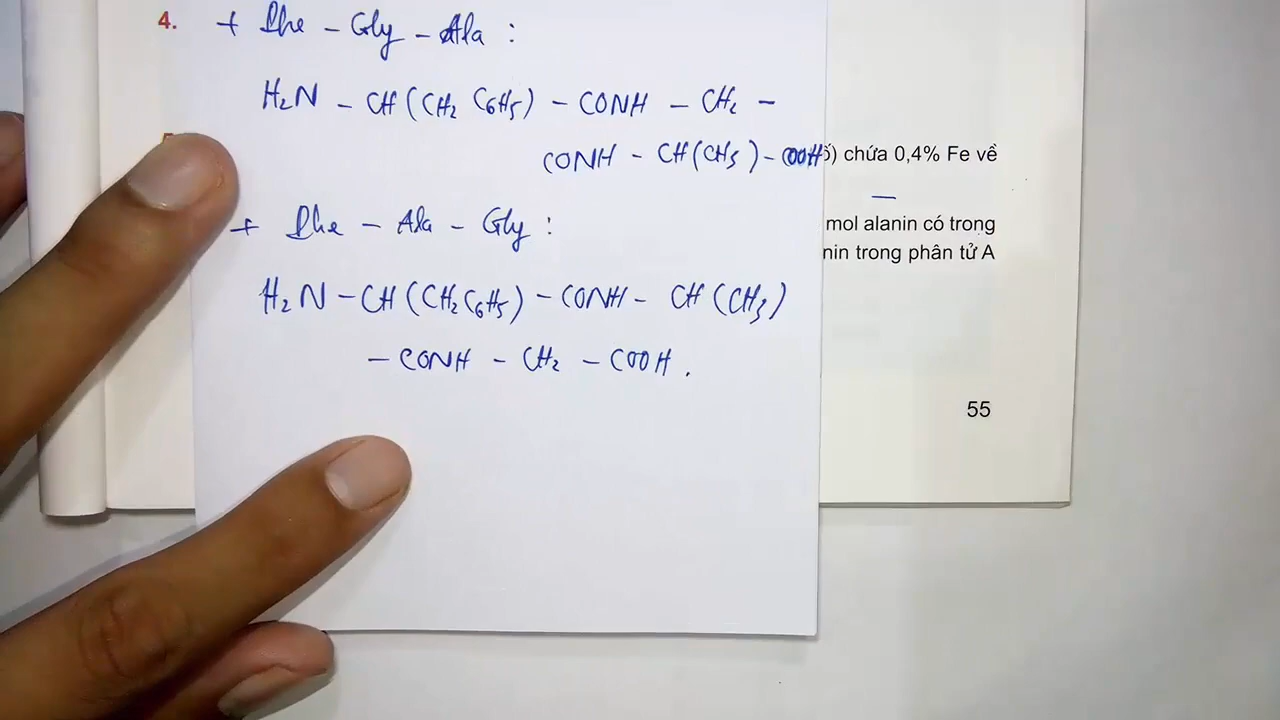 4. + Phe - Gly - Ala :
H₂N - CH(CH₂ C₆H₅) - CONH - CH₂ -
CONH - CH(CH₃) - COOH
) chứa 0,4% Fe về
+ Phe - Ala - Gly :
mol alanin có trong
nin trong phân tử A
H₂N - CH(CH₂C₆H₅) - CONH - CH(CH₃)
- CONH - CH₂ - COOH.
55